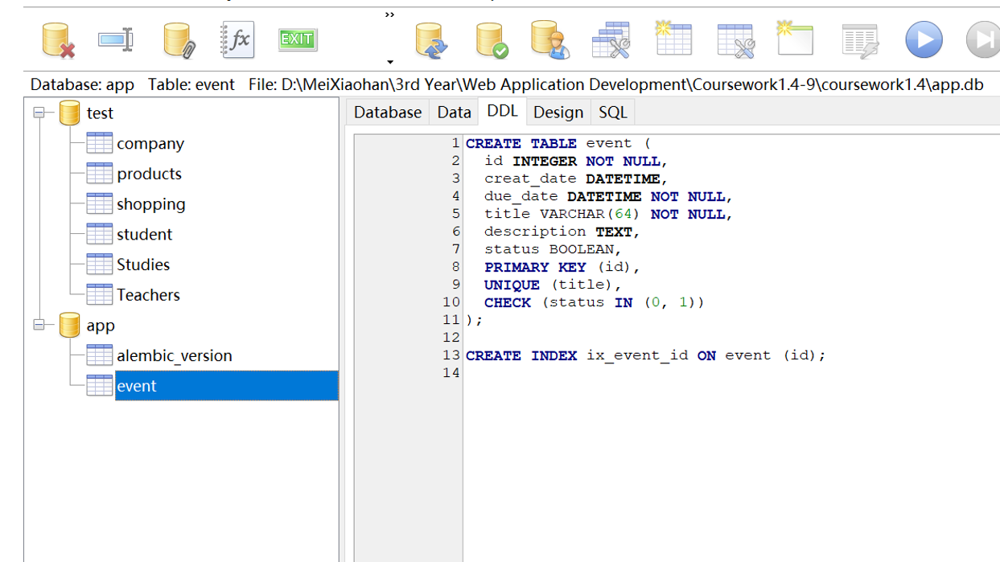 EXIT
»
Database: app Table: event File: D:\MeiXiaohan\3rd Year\Web Application Development\Coursework1.4-9\coursework1.4\app.db
test
company
products
shopping
student
Studies
Teachers
app
alembic_version
event
Database Data DDL Design SQL
1 CREATE TABLE event (
2 id INTEGER NOT NULL,
3 creat_date DATETIME,
4 due_date DATETIME NOT NULL,
5 title VARCHAR(64) NOT NULL,
6 description TEXT,
7 status BOOLEAN,
8 PRIMARY KEY (id),
9 UNIQUE (title),
10 CHECK (status IN (0, 1))
11 );
12
13 CREATE INDEX ix_event_id ON event (id);
14